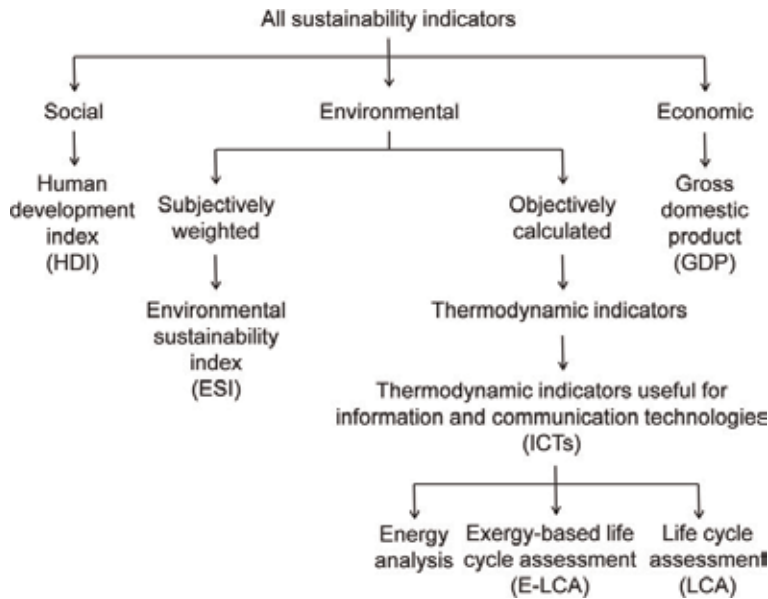 All sustainability indicators
Social
Environmental
Economic
Human
development
index
(HDI)
Subjectively
weighted
Objectively
calculated
Gross
domestic
product
(GDP)
Environmental
sustainability
index
(ESI)
Thermodynamic indicators
Thermodynamic indicators useful for
information and communication technologies
(ICTs)
Energy
analysis
Exergy-based life
cycle assessment
(E-LCA)
Life cycle
assessment
(LCA)